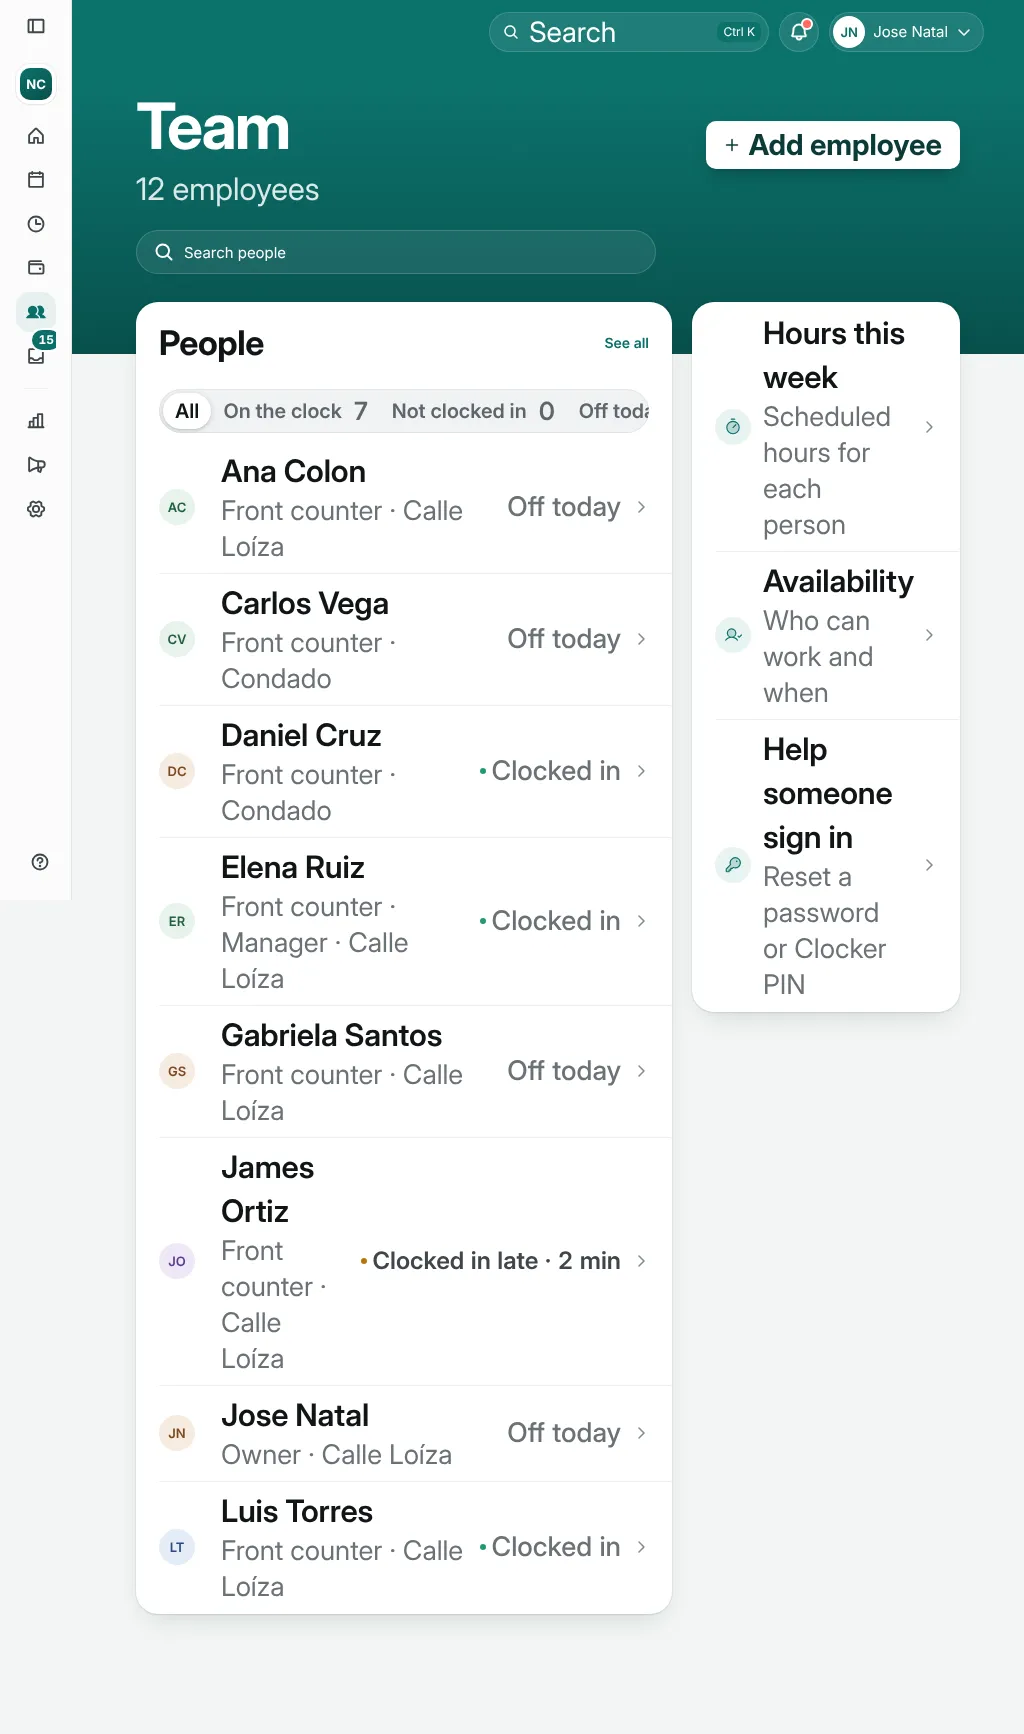 Search
Ctrl K
JN
Jose Natal
NC
Team
12 employees
+ Add employee
Search people
15
People
See all
All
On the clock 7
Not clocked in 0
Off toda
AC
Ana Colon
Front counter · Calle
Loíza
Off today
CV
Carlos Vega
Front counter ·
Condado
Off today
DC
Daniel Cruz
Front counter ·
Condado
Clocked in
ER
Elena Ruiz
Front counter ·
Manager · Calle
Loíza
Clocked in
GS
Gabriela Santos
Front counter · Calle
Loíza
Off today
JO
James
Ortiz
Front
counter ·
Calle
Loíza
Clocked in late · 2 min
JN
Jose Natal
Owner · Calle Loíza
Off today
LT
Luis Torres
Front counter · Calle
Loíza
Clocked in
Hours this
week
Scheduled
hours for
each
person
Availability
Who can
work and
when
Help
someone
sign in
Reset a
password
or Clocker
PIN